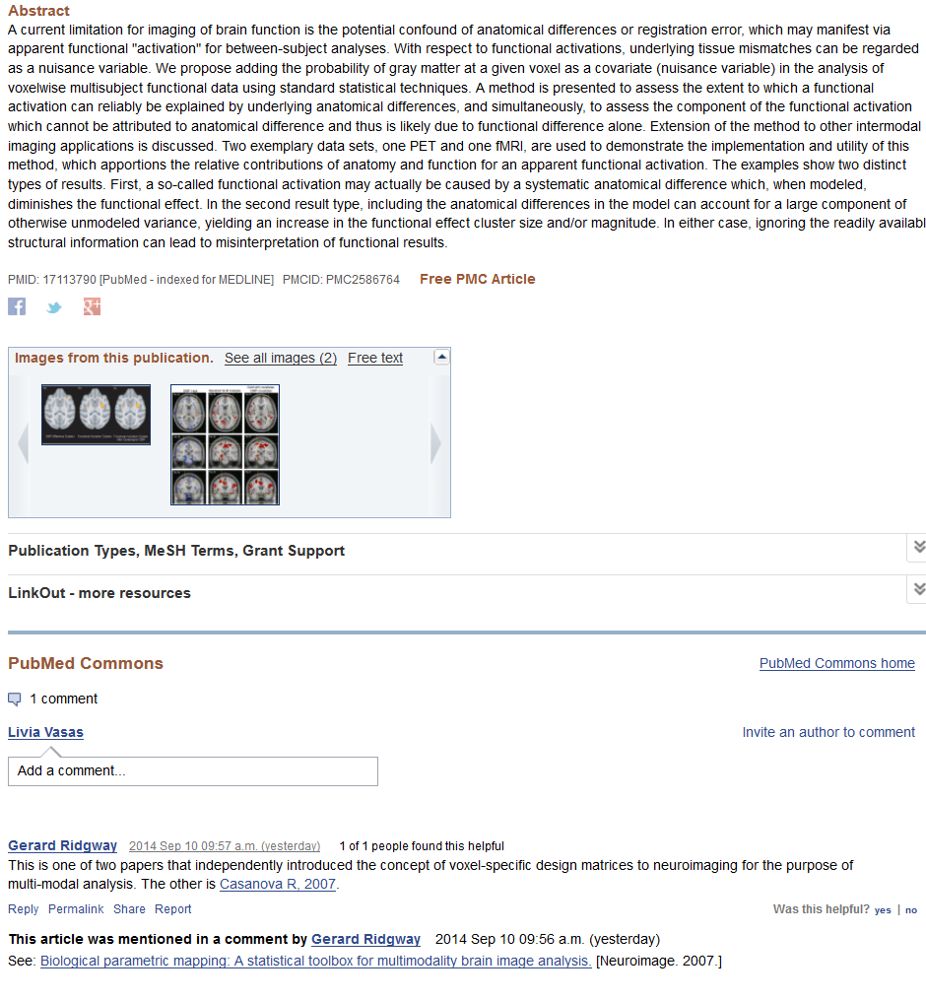 Abstract
A current limitation for imaging of brain function is the potential confound of anatomical differences or registration error, which may manifest via
apparent functional "activation" for between-subject analyses. With respect to functional activations, underlying tissue mismatches can be regarded
as a nuisance variable. We propose adding the probability of gray matter at a given voxel as a covariate (nuisance variable) in the analysis of
voxelwise multisubject functional data using standard statistical techniques. A method is presented to assess the extent to which a functional
activation can reliably be explained by underlying anatomical differences, and simultaneously, to assess the component of the functional activation
which cannot be attributed to anatomical difference and thus is likely due to functional difference alone. Extension of the method to other intermodal
imaging applications is discussed. Two exemplary data sets, one PET and one fMRI, are used to demonstrate the implementation and utility of this
method, which apportions the relative contributions of anatomy and function for an apparent functional activation. The examples show two distinct
types of results. First, a so-called functional activation may actually be caused by a systematic anatomical difference which, when modeled,
diminishes the functional effect. In the second result type, including the anatomical differences in the model can account for a large component of
otherwise unmodeled variance, yielding an increase in the functional effect cluster size and/or magnitude. In either case, ignoring the readily availabl
structural information can lead to misinterpretation of functional results.
PMID: 17113790 [PubMed - indexed for MEDLINE] PMCID: PMC2586764 Free PMC Article
Images from this publication. See all images (2) Free text
Publication Types, MeSH Terms, Grant Support
LinkOut - more resources
PubMed Commons PubMed Commons home
1 comment
Livia Vasas Invite an author to comment
Add a comment...
Gerard Ridgway 2014 Sep 10 09:57 a.m. (yesterday) 1 of 1 people found this helpful
This is one of two papers that independently introduced the concept of voxel-specific design matrices to neuroimaging for the purpose of
multi-modal analysis. The other is Casanova R, 2007.
Reply Permalink Share Report Was this helpful? yes | no
This article was mentioned in a comment by Gerard Ridgway 2014 Sep 10 09:56 a.m. (yesterday)
See: Biological parametric mapping: A statistical toolbox for multimodality brain image analysis. [Neuroimage. 2007.]